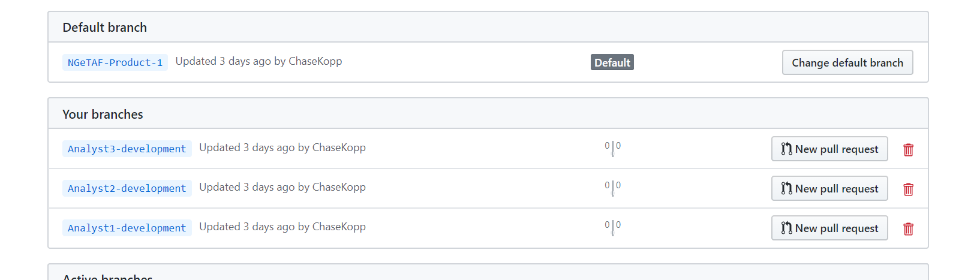 Default branch
NGeTAF-Product-1 Updated 3 days ago by ChaseKopp Default Change default branch
Your branches
Analyst3-development Updated 3 days ago by ChaseKopp 0 0 New pull request
Analyst2-development Updated 3 days ago by ChaseKopp 0 0 New pull request
Analyst1-development Updated 3 days ago by ChaseKopp 0 0 New pull request
Active branches